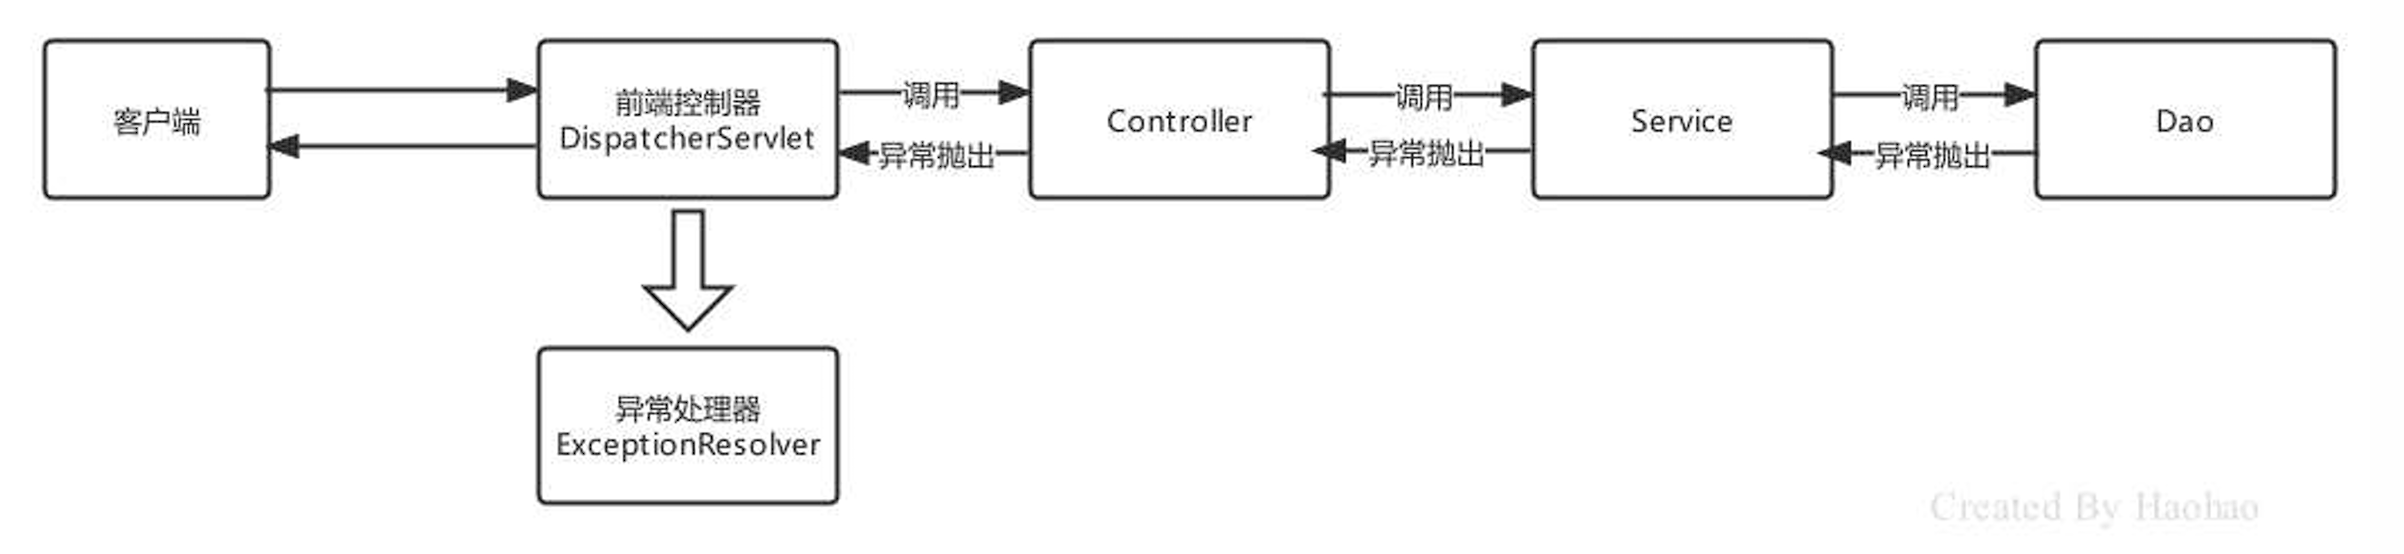 客户端
前端控制器
DispatcherServlet
调用
异常抛出
Controller
调用
异常抛出
Service
调用
异常抛出
Dao
异常处理器
ExceptionResolver
Created By Haohao